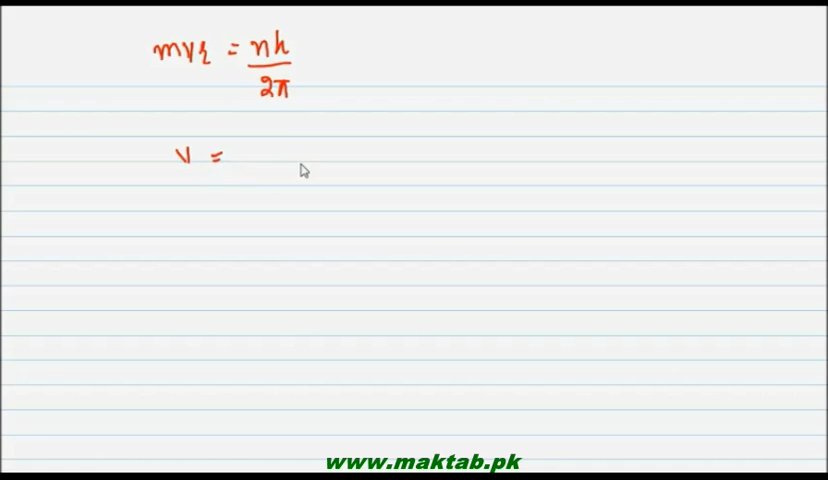 mvr = nh
2π
v =
www.maktab.pk